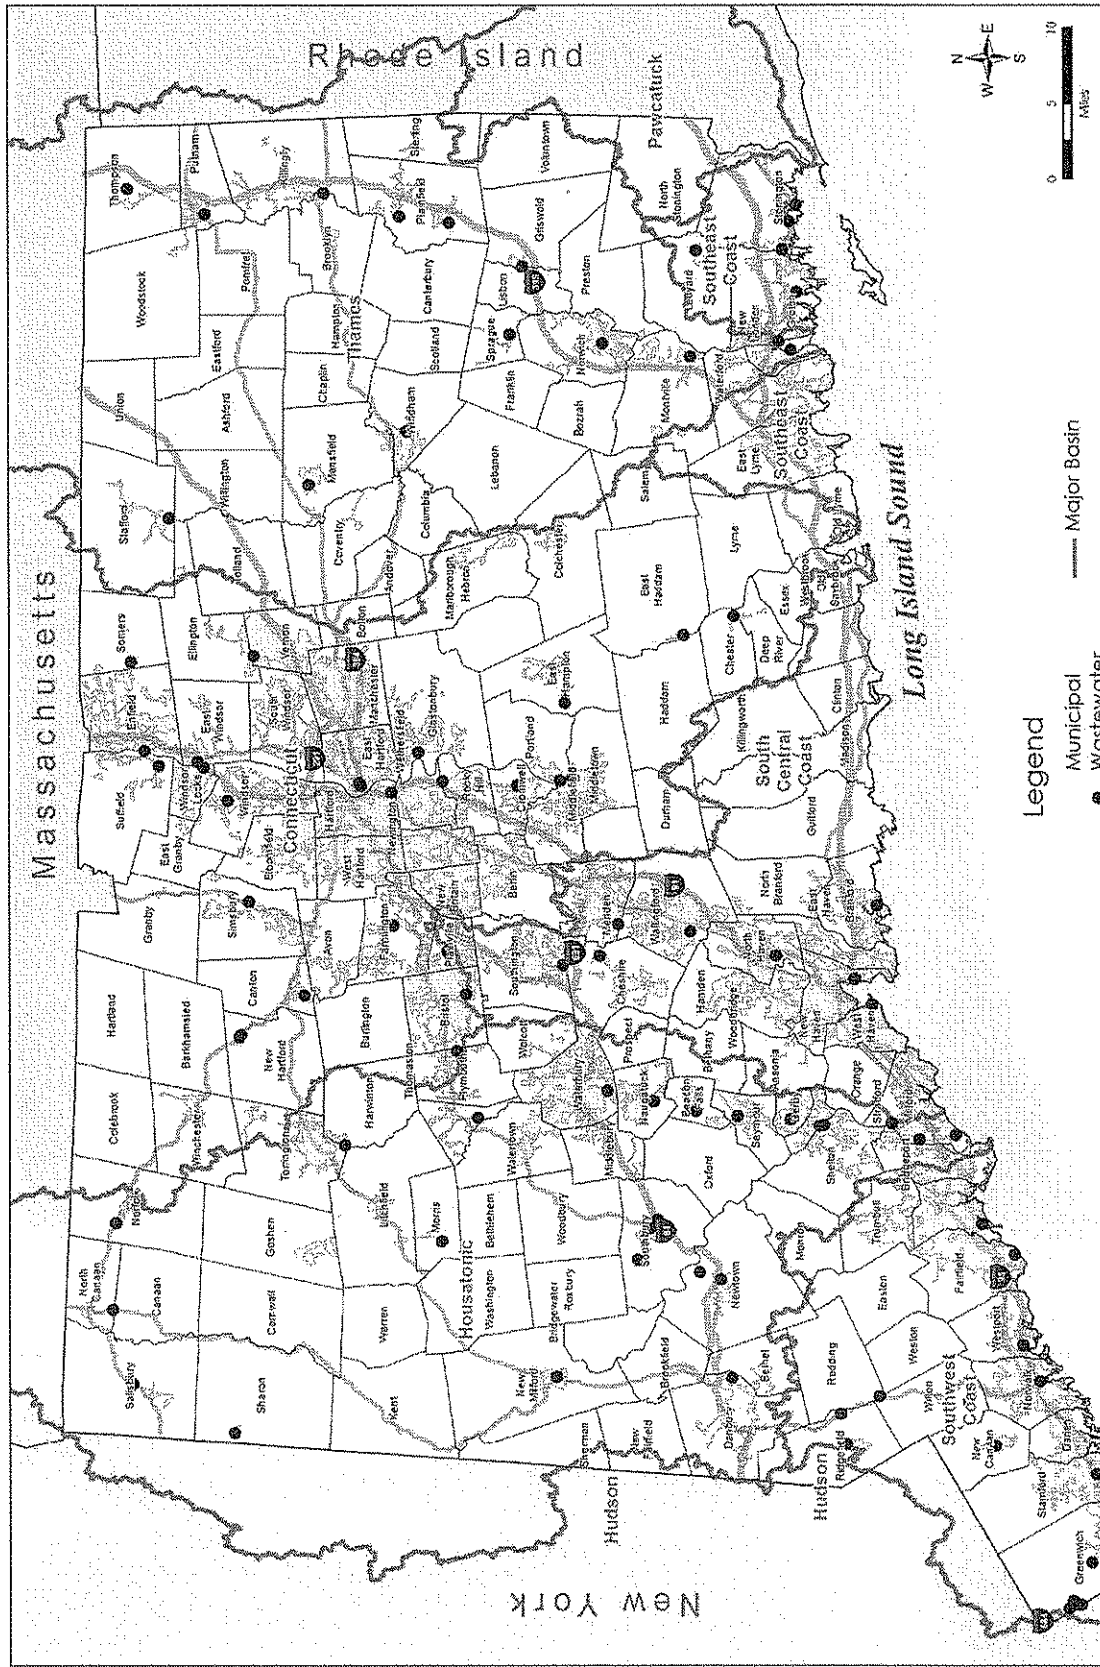 Massachusetts
Rhode Island
New York
Long Island Sound
Connecticut
Thames
Housatonic
Hudson
Hudson
Pawcatuck
Southeast
Coast
Southeast
Coast
South
Central
Coast
Southwest
Coast
Salisbury
North
Canaan
Canaan
Norfolk
Colebrook
Hartland
Granby
Suffield
East
Granby
Enfield
Somers
Stafford
Union
Woodstock
Thompson
Putnam
Sharon
Cornwall
Goshen
Torrington
Winchester
Barkhamsted
New
Hartford
Canton
Simsbury
Windsor
Locks
East
Windsor
Windsor
South
Windsor
Ellington
Vernon
Tolland
Willington
Ashford
Eastford
Pomfret
Killingly
Brooklyn
Hampton
Chaplin
Mansfield
Coventry
Bolton
Manchester
East
Hartford
Hartford
West
Hartford
Bloomfield
Avon
Burlington
Harwinton
Litchfield
Warren
Kent
Morris
Thomaston
Plymouth
Bristol
Plainville
Farmington
New
Britain
Newington
Wethersfield
Glastonbury
Marlborough
Hebron
Andover
Columbia
Windham
Scotland
Canterbury
Plainfield
Sterling
Voluntown
Griswold
Lisbon
Sprague
Franklin
Norwich
Preston
Bozrah
Lebanon
Colchester
East
Hampton
Portland
Cromwell
Rocky
Hill
Berlin
Southington
Wolcott
Waterbury
Watertown
Bethlehem
Woodbury
Washington
Roxbury
Bridgewater
New
Milford
Sherman
New
Fairfield
Brookfield
Danbury
Bethel
Newtown
Southbury
Middlebury
Naugatuck
Prospect
Cheshire
Meriden
Middlefield
Middletown
Haddam
East
Haddam
Salem
Montville
Ledyard
North
Stonington
Stonington
Groton
New
London
Waterford
East
Lyme
Lyme
Old Lyme
Essex
Old
Saybrook
Westbrook
Deep
River
Chester
Killingworth
Clinton
Madison
Guilford
Durham
Wallingford
North
Branford
Branford
East
Haven
North
Haven
Hamden
New
Haven
West
Haven
Woodbridge
Bethany
Beacon
Falls
Oxford
Seymour
Ansonia
Derby
Orange
Milford
Stratford
Shelton
Monroe
Trumbull
Bridgeport
Easton
Fairfield
Redding
Weston
Westport
Wilton
Norwalk
Ridgefield
New
Canaan
Darien
Stamford
Greenwich
N
W
E
S
0
5
10
Miles
Legend
Municipal
Wastewater
Major Basin